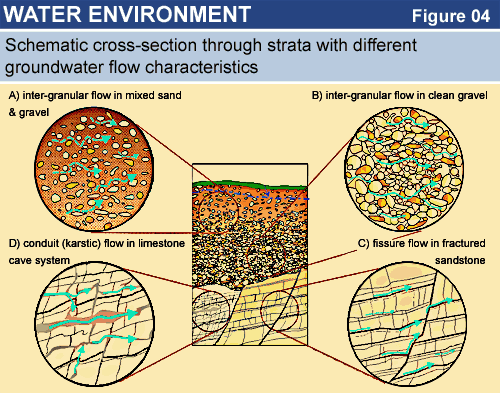 WATER ENVIRONMENT
Figure 04
Schematic cross-section through strata with different
groundwater flow characteristics
A) inter-granular flow in mixed sand
& gravel
B) inter-granular flow in clean gravel
D) conduit (karstic) flow in limestone
cave system
C) fissure flow in fractured
sandstone